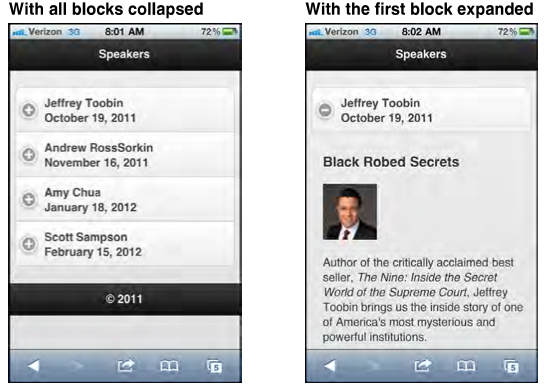 With all blocks collapsed
Verizon 3G 8:01 AM 72%
Speakers
Jeffrey Toobin
October 19, 2011
Andrew RossSorkin
November 16, 2011
Amy Chua
January 18, 2012
Scott Sampson
February 15, 2012
© 2011
5
With the first block expanded
Verizon 3G 8:02 AM 72%
Speakers
Jeffrey Toobin
October 19, 2011
Black Robed Secrets
Author of the critically acclaimed best
seller, The Nine: Inside the Secret
World of the Supreme Court, Jeffrey
Toobin brings us the inside story of one
of America's most mysterious and
powerful institutions.
5